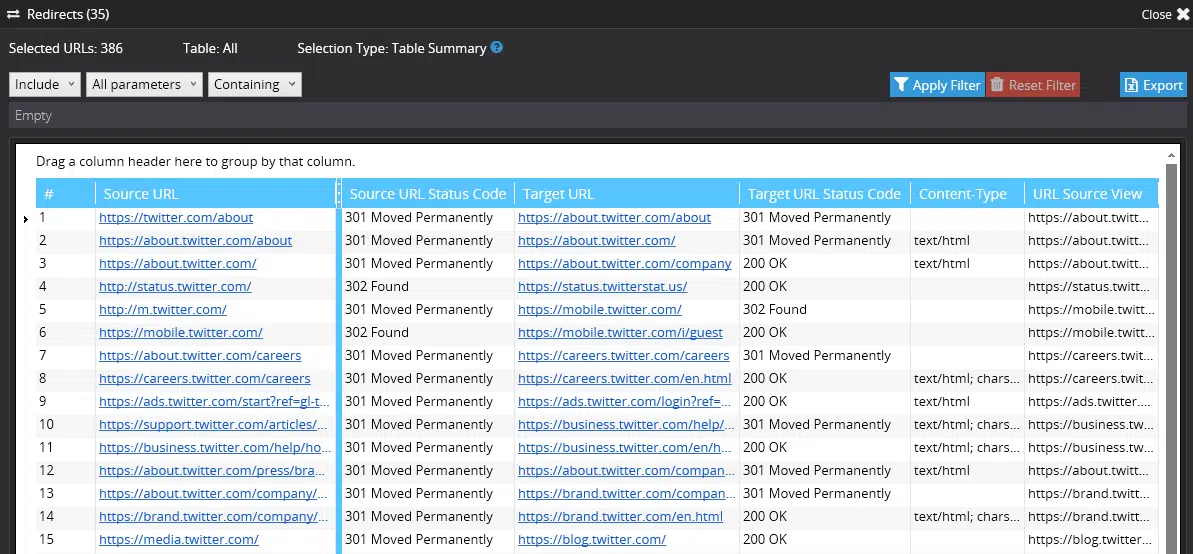 Redirects (35) Close
Selected URLs: 386 Table: All Selection Type: Table Summary ?
Include All parameters Containing Apply Filter Reset Filter Export
Empty
Drag a column header here to group by that column.
# Source URL Source URL Status Code Target URL Target URL Status Code Content-Type URL Source View
1 https://twitter.com/about 301 Moved Permanently https://about.twitter.com/about 301 Moved Permanently https://about.twitt...
2 https://about.twitter.com/about 301 Moved Permanently https://about.twitter.com/ 301 Moved Permanently text/html https://about.twitt...
3 https://about.twitter.com/ 301 Moved Permanently https://about.twitter.com/company 200 OK text/html https://about.twitt...
4 http://status.twitter.com/ 302 Found https://status.twitterstat.us/ 200 OK https://status.twitt...
5 http://m.twitter.com/ 301 Moved Permanently https://mobile.twitter.com/ 302 Found https://mobile.twitt...
6 https://mobile.twitter.com/ 302 Found https://mobile.twitter.com/i/guest 200 OK https://mobile.twitt...
7 https://about.twitter.com/careers 301 Moved Permanently https://careers.twitter.com/careers 301 Moved Permanently https://careers.twit...
8 https://careers.twitter.com/careers 301 Moved Permanently https://careers.twitter.com/en.html 200 OK text/html; chars... https://careers.twit...
9 https://ads.twitter.com/start?ref=gl-t... 301 Moved Permanently https://ads.twitter.com/login?ref=... 200 OK text/html https://ads.twitter....
10 https://support.twitter.com/articles/... 301 Moved Permanently https://business.twitter.com/help/... 301 Moved Permanently text/html https://business.tw...
11 https://business.twitter.com/help/ho... 301 Moved Permanently https://business.twitter.com/en/h... 200 OK text/html https://business.tw...
12 https://about.twitter.com/press/bra... 301 Moved Permanently https://about.twitter.com/compan... 301 Moved Permanently text/html https://about.twitt...
13 https://about.twitter.com/company/... 301 Moved Permanently https://brand.twitter.com/compan... 301 Moved Permanently https://brand.twitt...
14 https://brand.twitter.com/company/... 301 Moved Permanently https://brand.twitter.com/en.html 200 OK text/html; chars... https://brand.twitt...
15 https://media.twitter.com/ 301 Moved Permanently https://blog.twitter.com/ 200 OK https://blog.twitter...